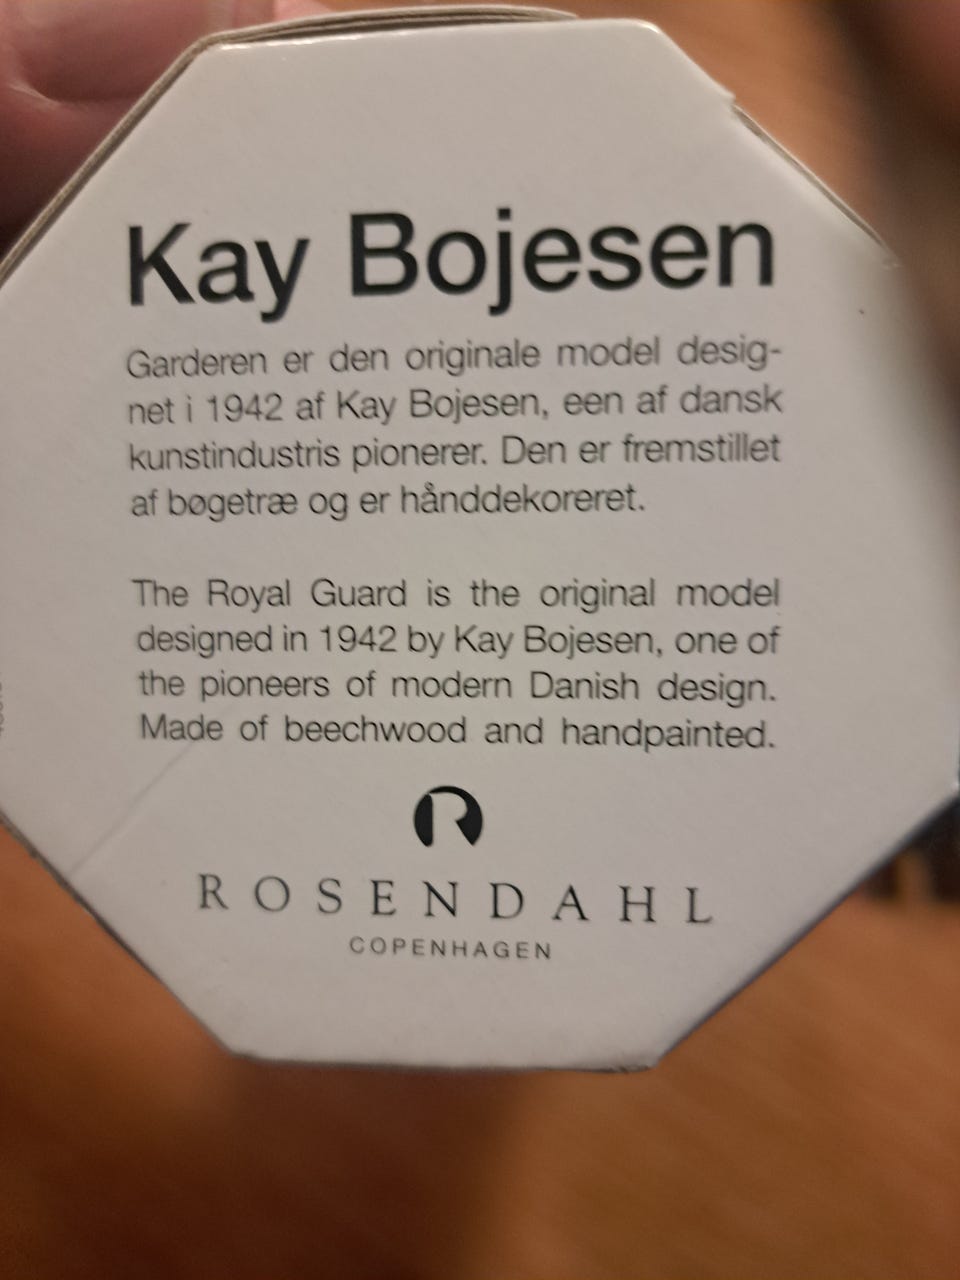 Kay Bojesen
Garderen er den originale model desig-
net i 1942 af Kay Bojesen, een af dansk
kunstindustris pionerer. Den er fremstillet
af bøgetræ og er hånddekoreret.
The Royal Guard is the original model
designed in 1942 by Kay Bojesen, one of
the pioneers of modern Danish design.
Made of beechwood and handpainted.
R
ROSENDAHL
COPENHAGEN